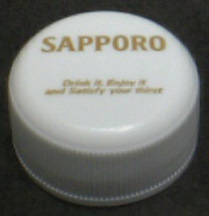 SAPPORO
Drink it, Enjoy it
and Satisfy your thirst